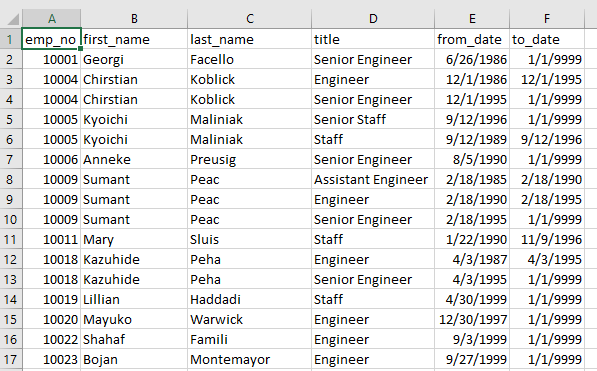 A B C D E F
1 emp_no first_name last_name title from_date to_date
2 10001 Georgi Facello Senior Engineer 6/26/1986 1/1/9999
3 10004 Chirstian Koblick Engineer 12/1/1986 12/1/1995
4 10004 Chirstian Koblick Senior Engineer 12/1/1995 1/1/9999
5 10005 Kyoichi Maliniak Senior Staff 9/12/1996 1/1/9999
6 10005 Kyoichi Maliniak Staff 9/12/1989 9/12/1996
7 10006 Anneke Preusig Senior Engineer 8/5/1990 1/1/9999
8 10009 Sumant Peac Assistant Engineer 2/18/1985 2/18/1990
9 10009 Sumant Peac Engineer 2/18/1990 2/18/1995
10 10009 Sumant Peac Senior Engineer 2/18/1995 1/1/9999
11 10011 Mary Sluis Staff 1/22/1990 11/9/1996
12 10018 Kazuhide Peha Engineer 4/3/1987 4/3/1995
13 10018 Kazuhide Peha Senior Engineer 4/3/1995 1/1/9999
14 10019 Lillian Haddadi Staff 4/30/1999 1/1/9999
15 10020 Mayuko Warwick Engineer 12/30/1997 1/1/9999
16 10022 Shahaf Famili Engineer 9/3/1999 1/1/9999
17 10023 Bojan Montemayor Engineer 9/27/1999 1/1/9999